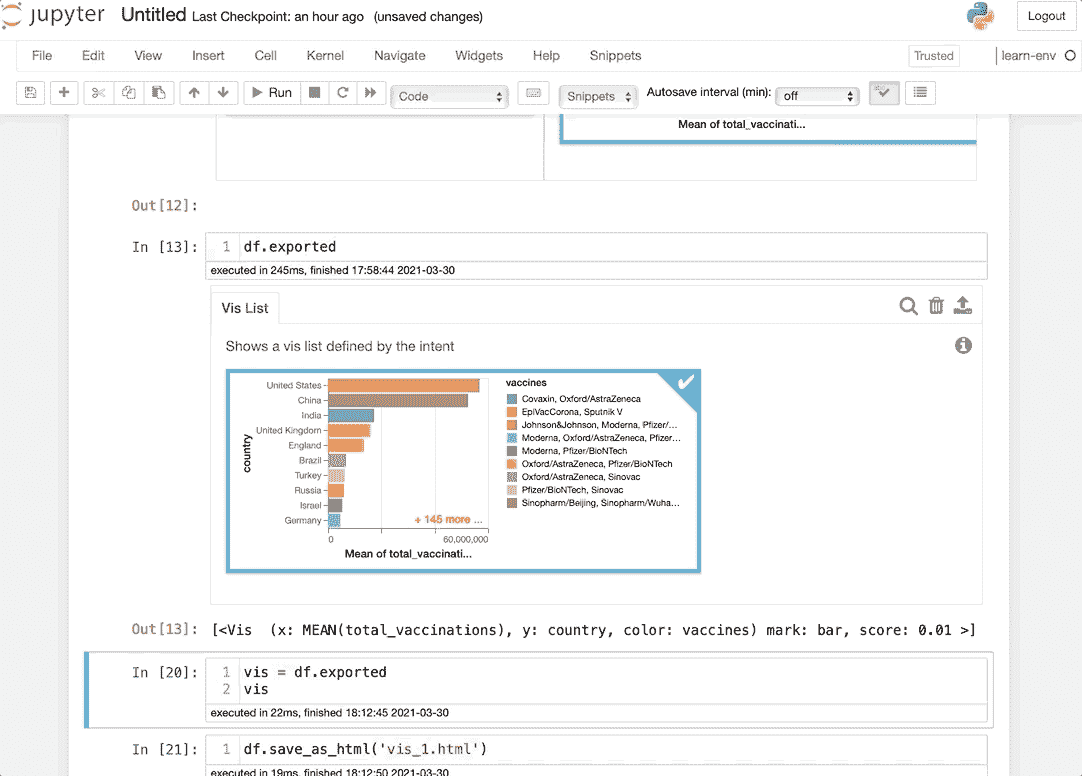 jupyter Untitled Last Checkpoint: an hour ago (unsaved changes) Logout
File Edit View Insert Cell Kernel Navigate Widgets Help Snippets Trusted learn-env
Run Code Snippets Autosave interval (min): off
Mean of total_vaccinati...
Out[12]:
In [13]: 1 df.exported
executed in 245ms, finished 17:58:44 2021-03-30
Vis List
Shows a vis list defined by the intent
country
United States
China
India
United Kingdom
England
Brazil
Turkey
Russia
Israel
Germany
+ 145 more ...
0 60,000,000
Mean of total_vaccinati...
vaccines
Covaxin, Oxford/AstraZeneca
EpiVacCorona, Sputnik V
Johnson&Johnson, Moderna, Pfizer/...
Moderna, Oxford/AstraZeneca, Pfizer...
Moderna, Pfizer/BioNTech
Oxford/AstraZeneca, Pfizer/BioNTech
Oxford/AstraZeneca, Sinovac
Pfizer/BioNTech, Sinovac
Sinopharm/Beijing, Sinopharm/Wuha...
Out[13]: [<Vis (x: MEAN(total_vaccinations), y: country, color: vaccines) mark: bar, score: 0.01 >]
In [20]: 1 vis = df.exported
2 vis
executed in 22ms, finished 18:12:45 2021-03-30
In [21]: 1 df.save_as_html('vis_1.html')
executed in 19ms, finished 18:12:50 2021-03-30